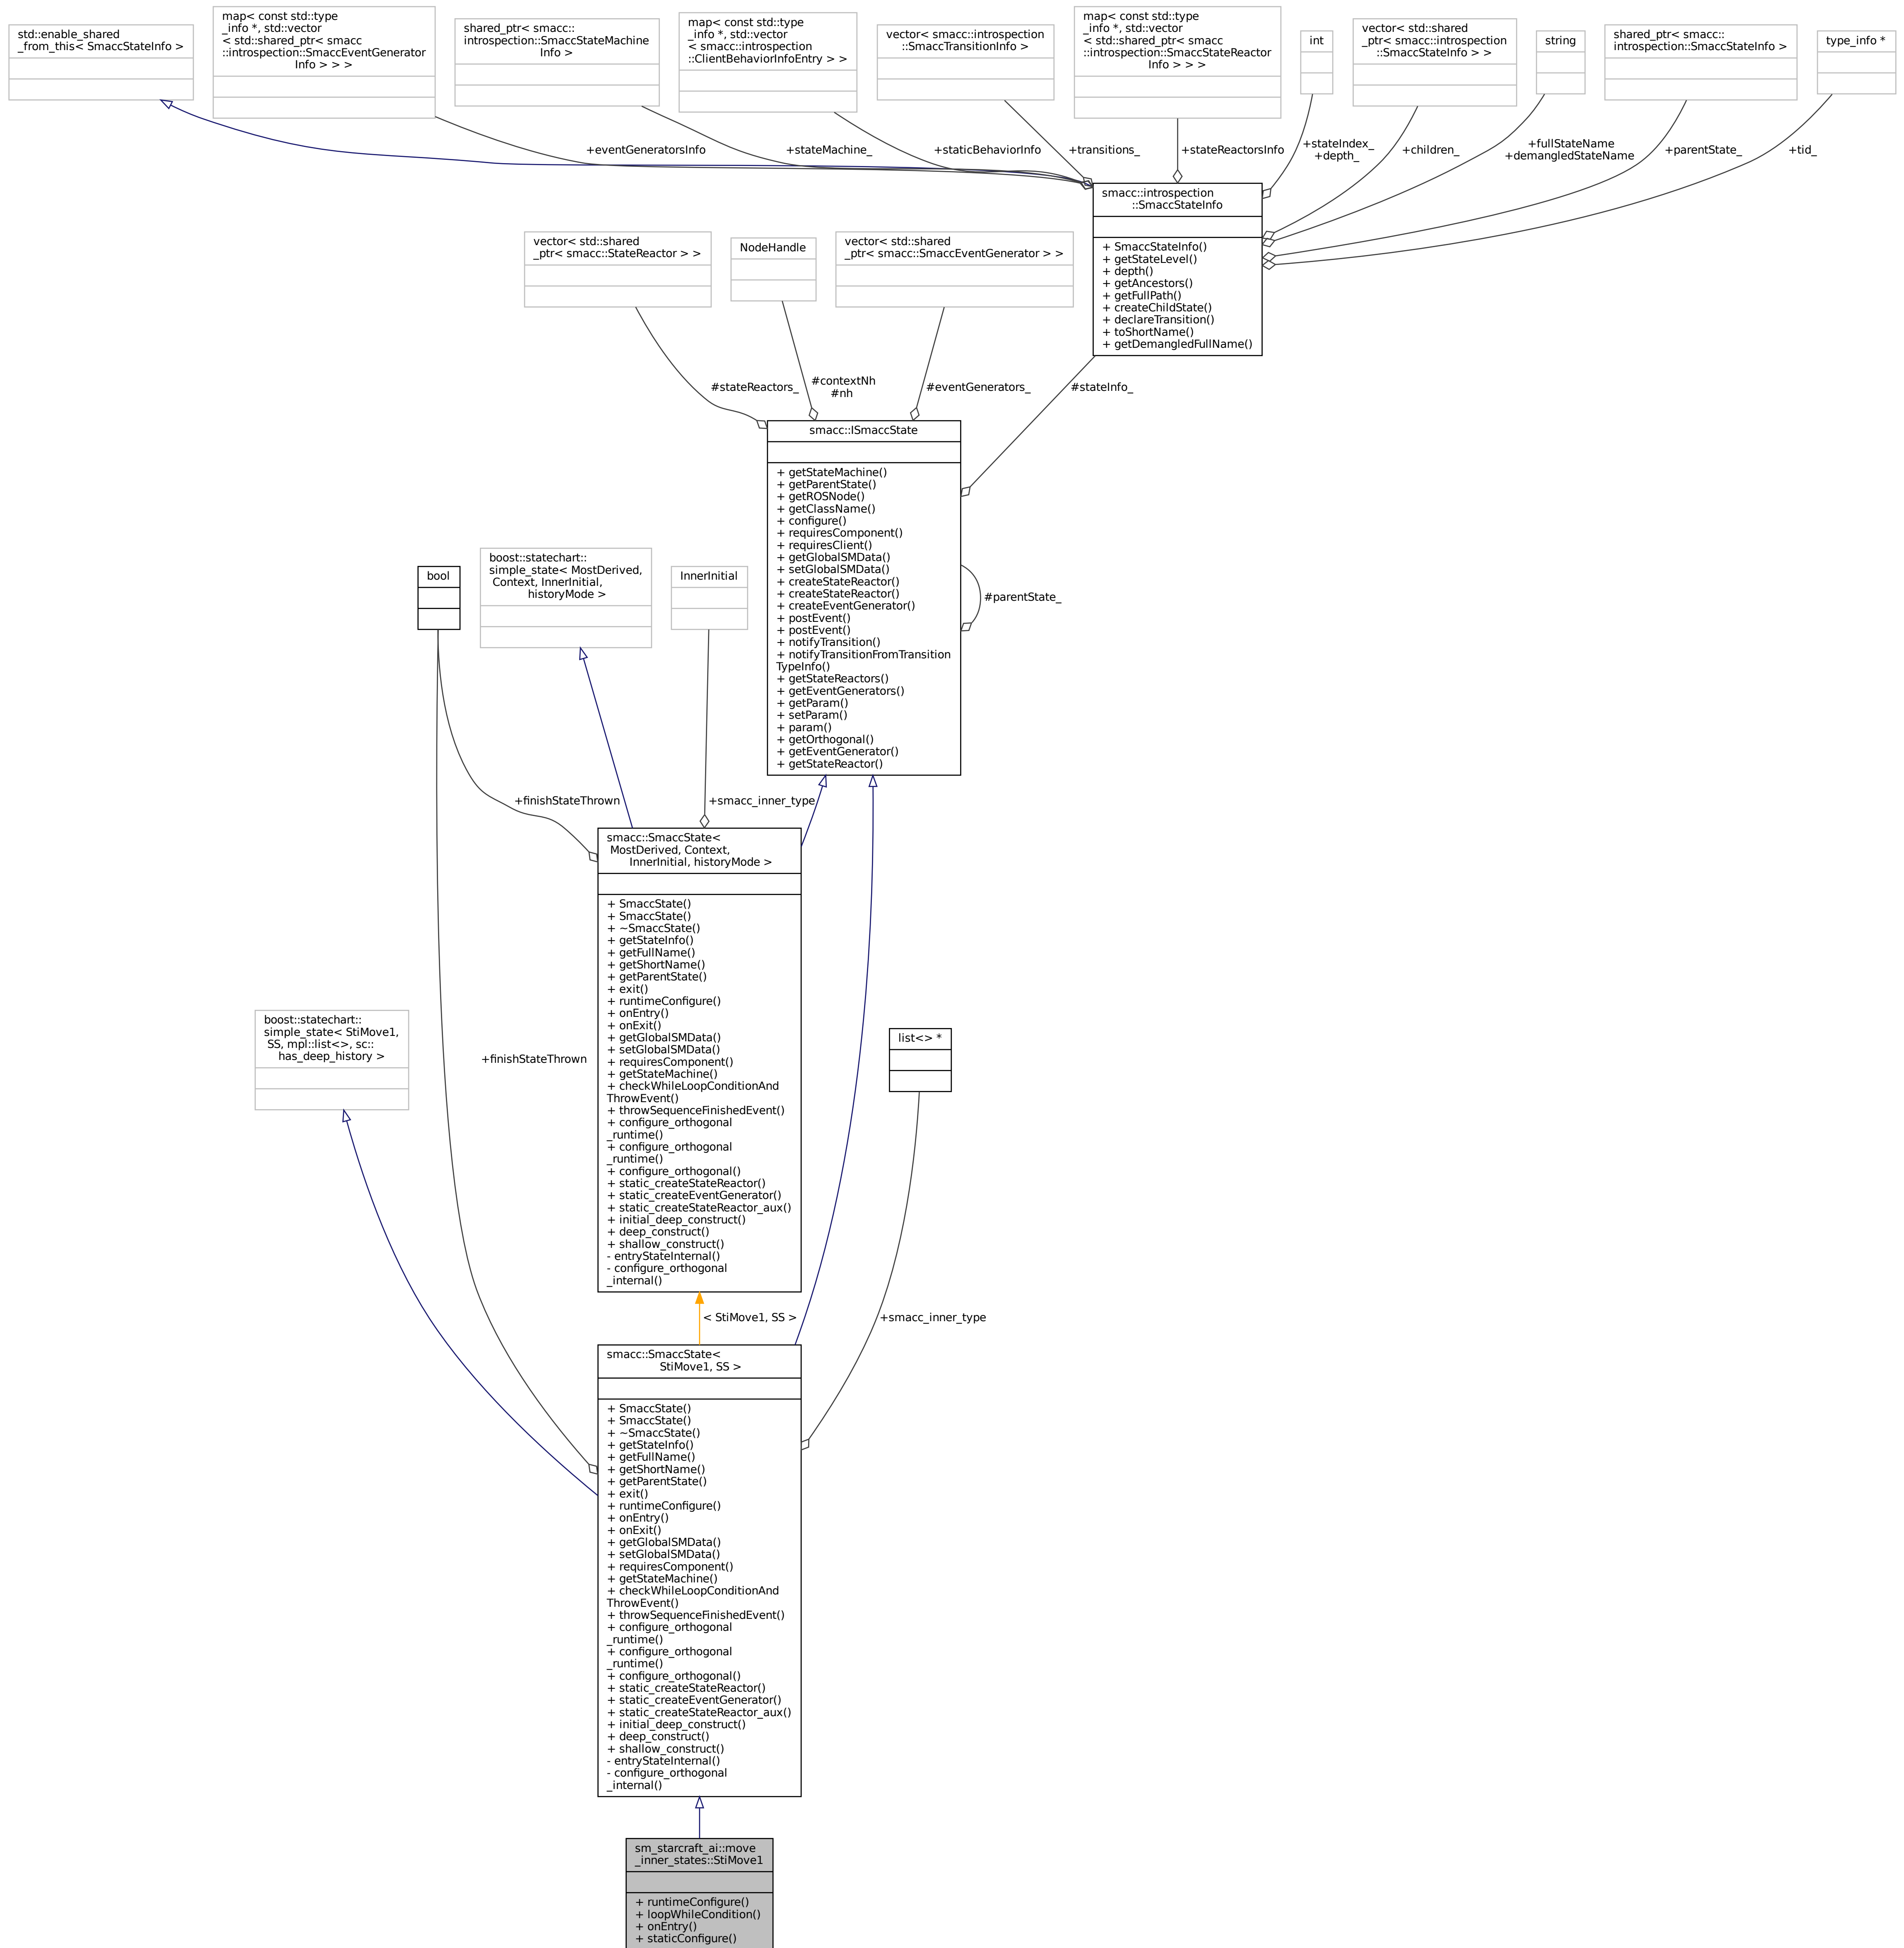 std::enable_shared
_from_this< SmaccStateInfo >
map< const std::type
_info *, std::vector
< std::shared_ptr< smacc
::introspection::SmaccEventGenerator
Info > > >
shared_ptr< smacc::
introspection::SmaccStateMachine
Info >
map< const std::type
_info *, std::vector
< smacc::introspection
::ClientBehaviorInfoEntry > >
vector< smacc::introspection
::SmaccTransitionInfo >
map< const std::type
_info *, std::vector
< std::shared_ptr< smacc
::introspection::SmaccStateReactor
Info > > >
int
vector< std::shared
_ptr< smacc::introspection
::SmaccStateInfo > >
string
shared_ptr< smacc::
introspection::SmaccStateInfo >
type_info *
+eventGeneratorsInfo
+stateMachine_
+staticBehaviorInfo
+transitions_
+stateReactorsInfo
+stateIndex_
+depth_
+children_
+fullStateName
+demangledStateName
+parentState_
+tid_
smacc::introspection
::SmaccStateInfo
+ SmaccStateInfo()
+ getStateLevel()
+ depth()
+ getAncestors()
+ getFullPath()
+ createChildState()
+ declareTransition()
+ toShortName()
+ getDemangledFullName()
vector< std::shared
_ptr< smacc::StateReactor > >
NodeHandle
vector< std::shared
_ptr< smacc::SmaccEventGenerator > >
#stateReactors_
#contextNh
#nh
#eventGenerators_
#stateInfo_
smacc::ISmaccState
+ getStateMachine()
+ getParentState()
+ getROSNode()
+ getClassName()
+ configure()
+ requiresComponent()
+ requiresClient()
+ getGlobalSMData()
+ setGlobalSMData()
+ createStateReactor()
+ createStateReactor()
+ createEventGenerator()
+ postEvent()
+ postEvent()
+ notifyTransition()
+ notifyTransitionFromTransition
TypeInfo()
+ getStateReactors()
+ getEventGenerators()
+ getParam()
+ setParam()
+ param()
+ getOrthogonal()
+ getEventGenerator()
+ getStateReactor()
#parentState_
bool
boost::statechart::
simple_state< MostDerived,
Context, InnerInitial,
historyMode >
InnerInitial
+finishStateThrown
+smacc_inner_type
smacc::SmaccState<
MostDerived, Context,
InnerInitial, historyMode >
+ SmaccState()
+ SmaccState()
+ ~SmaccState()
+ getStateInfo()
+ getFullName()
+ getShortName()
+ getParentState()
+ exit()
+ runtimeConfigure()
+ onEntry()
+ onExit()
+ getGlobalSMData()
+ setGlobalSMData()
+ requiresComponent()
+ getStateMachine()
+ checkWhileLoopConditionAnd
ThrowEvent()
+ throwSequenceFinishedEvent()
+ configure_orthogonal
_runtime()
+ configure_orthogonal
_runtime()
+ configure_orthogonal()
+ static_createStateReactor()
+ static_createEventGenerator()
+ static_createStateReactor_aux()
+ initial_deep_construct()
+ deep_construct()
+ shallow_construct()
- entryStateInternal()
- configure_orthogonal
_internal()
boost::statechart::
simple_state< StiMove1,
SS, mpl::list<>, sc::
has_deep_history >
+finishStateThrown
list<> *
< StiMove1, SS >
+smacc_inner_type
smacc::SmaccState<
StiMove1, SS >
+ SmaccState()
+ SmaccState()
+ ~SmaccState()
+ getStateInfo()
+ getFullName()
+ getShortName()
+ getParentState()
+ exit()
+ runtimeConfigure()
+ onEntry()
+ onExit()
+ getGlobalSMData()
+ setGlobalSMData()
+ requiresComponent()
+ getStateMachine()
+ checkWhileLoopConditionAnd
ThrowEvent()
+ throwSequenceFinishedEvent()
+ configure_orthogonal
_runtime()
+ configure_orthogonal
_runtime()
+ configure_orthogonal()
+ static_createStateReactor()
+ static_createEventGenerator()
+ static_createStateReactor_aux()
+ initial_deep_construct()
+ deep_construct()
+ shallow_construct()
- entryStateInternal()
- configure_orthogonal
_internal()
sm_starcraft_ai::move
_inner_states::StiMove1
+ runtimeConfigure()
+ loopWhileCondition()
+ onEntry()
+ staticConfigure()